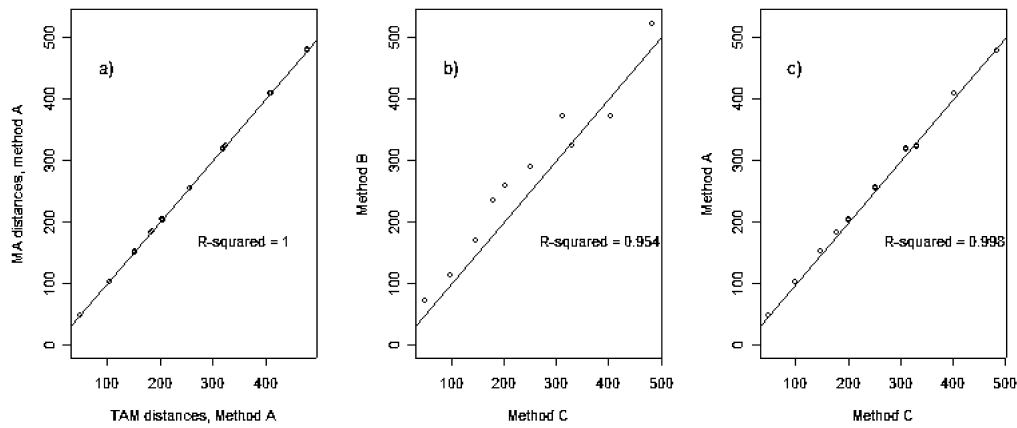 a)
R-squared = 1
MA distances, method A
0
100
200
300
400
500
100
200
300
400
TAM distances, Method A
b)
R-squared = 0.954
Method B
0
100
200
300
400
500
100
200
300
400
500
Method C
c)
R-squared = 0.998
Method A
0
100
200
300
400
500
100
200
300
400
500
Method C